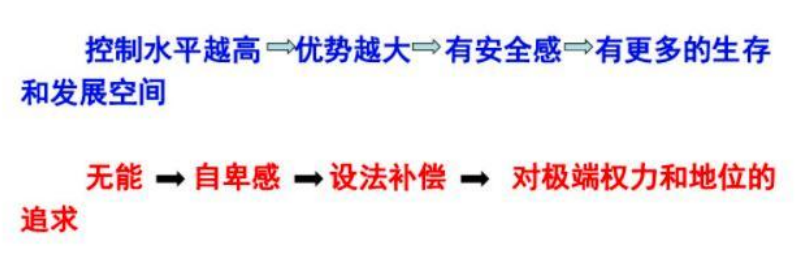 控制水平越高⇨优势越大⇨有安全感⇨有更多的生存
和发展空间
无能 ➡ 自卑感 ➡ 设法补偿 ➡ 对极端权力和地位的
追求